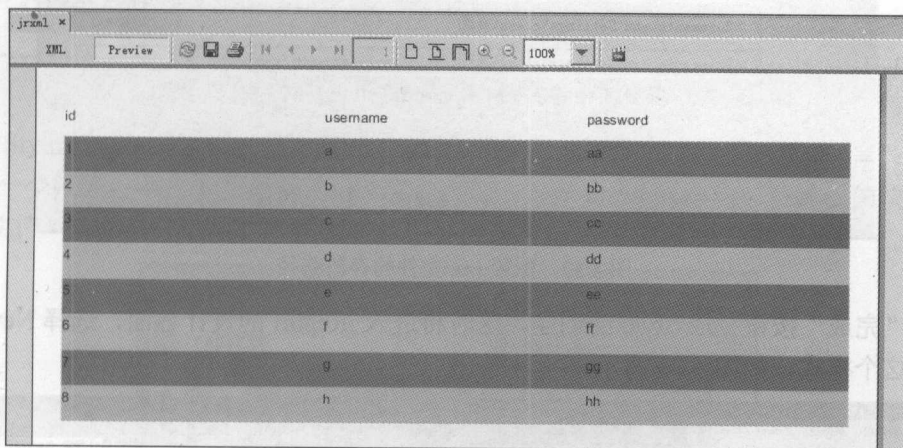 jrxml ×
XML Preview 1 100%
id username password
1 a aa
2 b bb
3 c cc
4 d dd
5 e ee
6 f ff
7 g gg
8 h hh